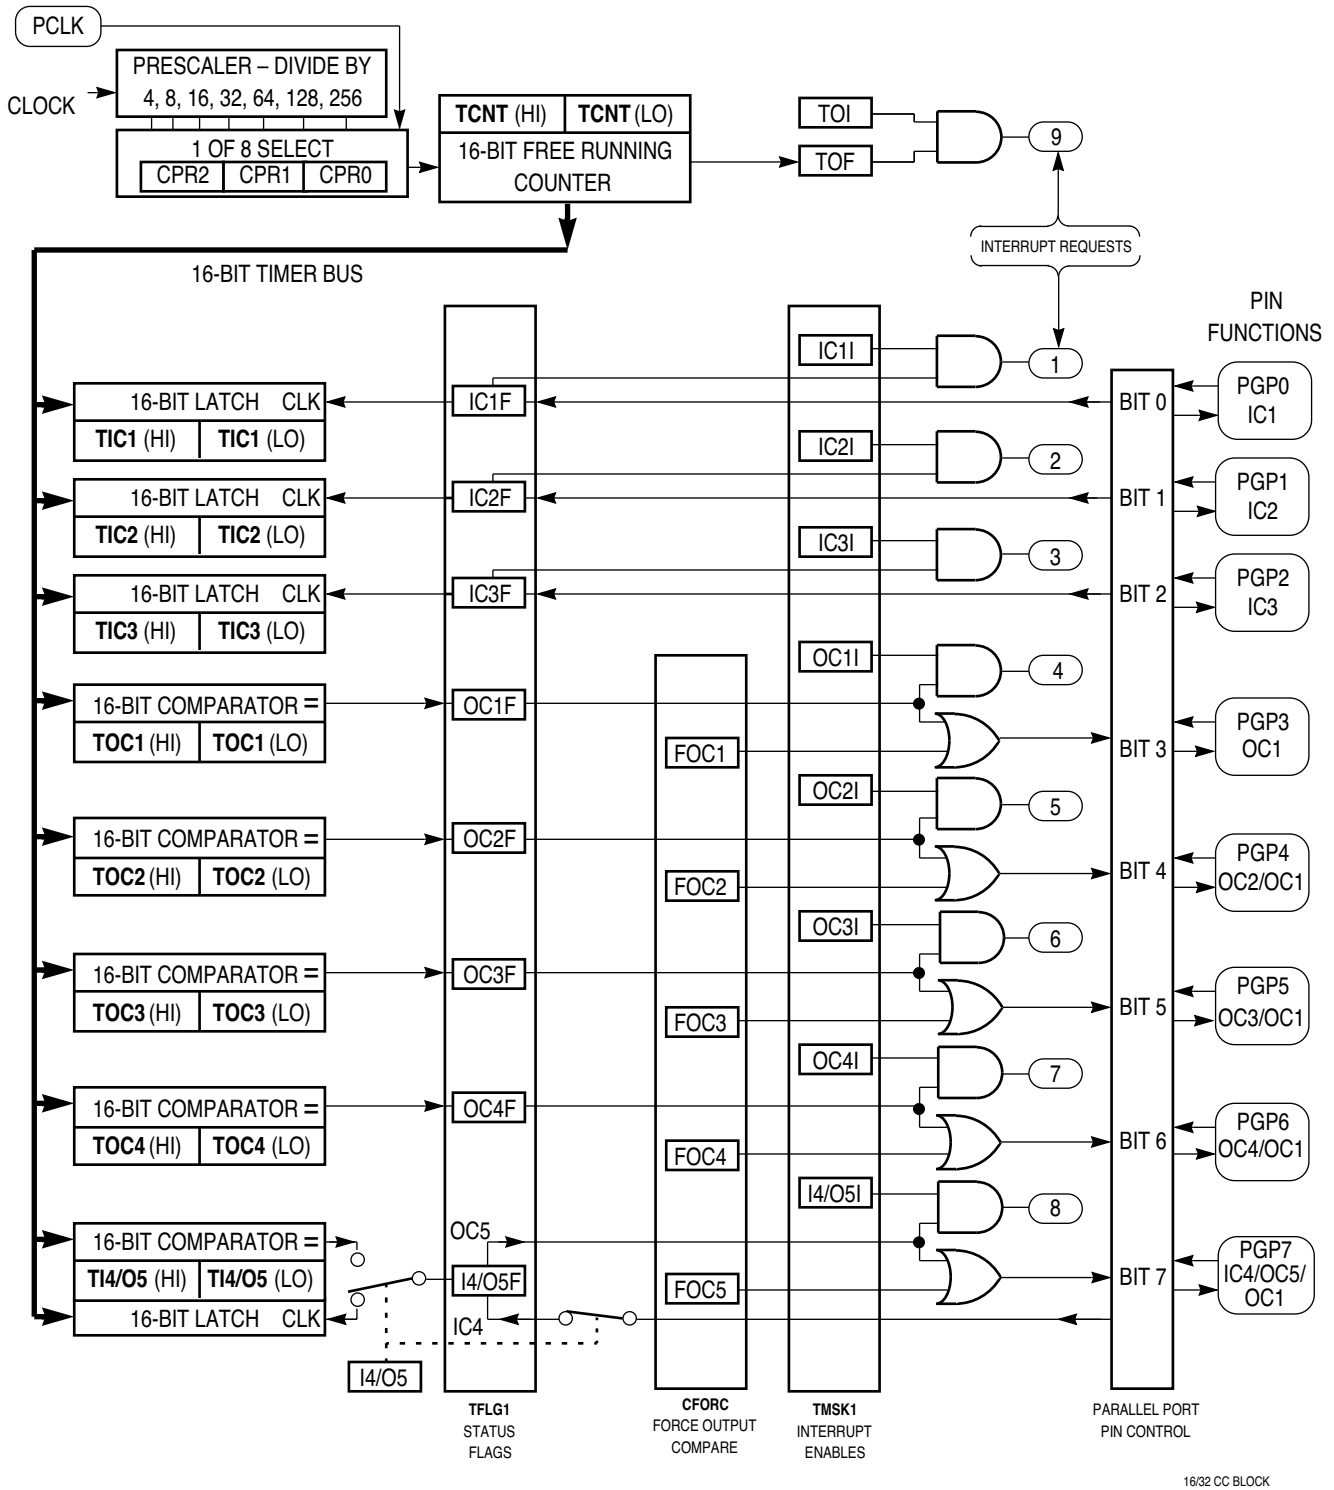 PCLK
PRESCALER – DIVIDE BY
4, 8, 16, 32, 64, 128, 256
CLOCK
1 OF 8 SELECT
CPR2 CPR1 CPR0
TCNT (HI) TCNT (LO)
16-BIT FREE RUNNING
COUNTER
TOI
TOF
9
INTERRUPT REQUESTS
16-BIT TIMER BUS
PIN
FUNCTIONS
IC1I
1
16-BIT LATCH CLK
TIC1 (HI) TIC1 (LO)
IC1F
BIT 0
PGP0
IC1
IC2I
2
16-BIT LATCH CLK
TIC2 (HI) TIC2 (LO)
IC2F
BIT 1
PGP1
IC2
IC3I
3
16-BIT LATCH CLK
TIC3 (HI) TIC3 (LO)
IC3F
BIT 2
PGP2
IC3
OC1I
4
16-BIT COMPARATOR =
TOC1 (HI) TOC1 (LO)
OC1F
FOC1
BIT 3
PGP3
OC1
OC2I
5
16-BIT COMPARATOR =
TOC2 (HI) TOC2 (LO)
OC2F
FOC2
BIT 4
PGP4
OC2/OC1
OC3I
6
16-BIT COMPARATOR =
TOC3 (HI) TOC3 (LO)
OC3F
FOC3
BIT 5
PGP5
OC3/OC1
OC4I
7
16-BIT COMPARATOR =
TOC4 (HI) TOC4 (LO)
OC4F
FOC4
BIT 6
PGP6
OC4/OC1
I4/O5I
8
16-BIT COMPARATOR =
TI4/O5 (HI) TI4/O5 (LO)
16-BIT LATCH CLK
OC5
I4/O5F
IC4
FOC5
BIT 7
PGP7
IC4/OC5/
OC1
I4/O5
TFLG1
STATUS
FLAGS
CFORC
FORCE OUTPUT
COMPARE
TMSK1
INTERRUPT
ENABLES
PARALLEL PORT
PIN CONTROL
16/32 CC BLOCK